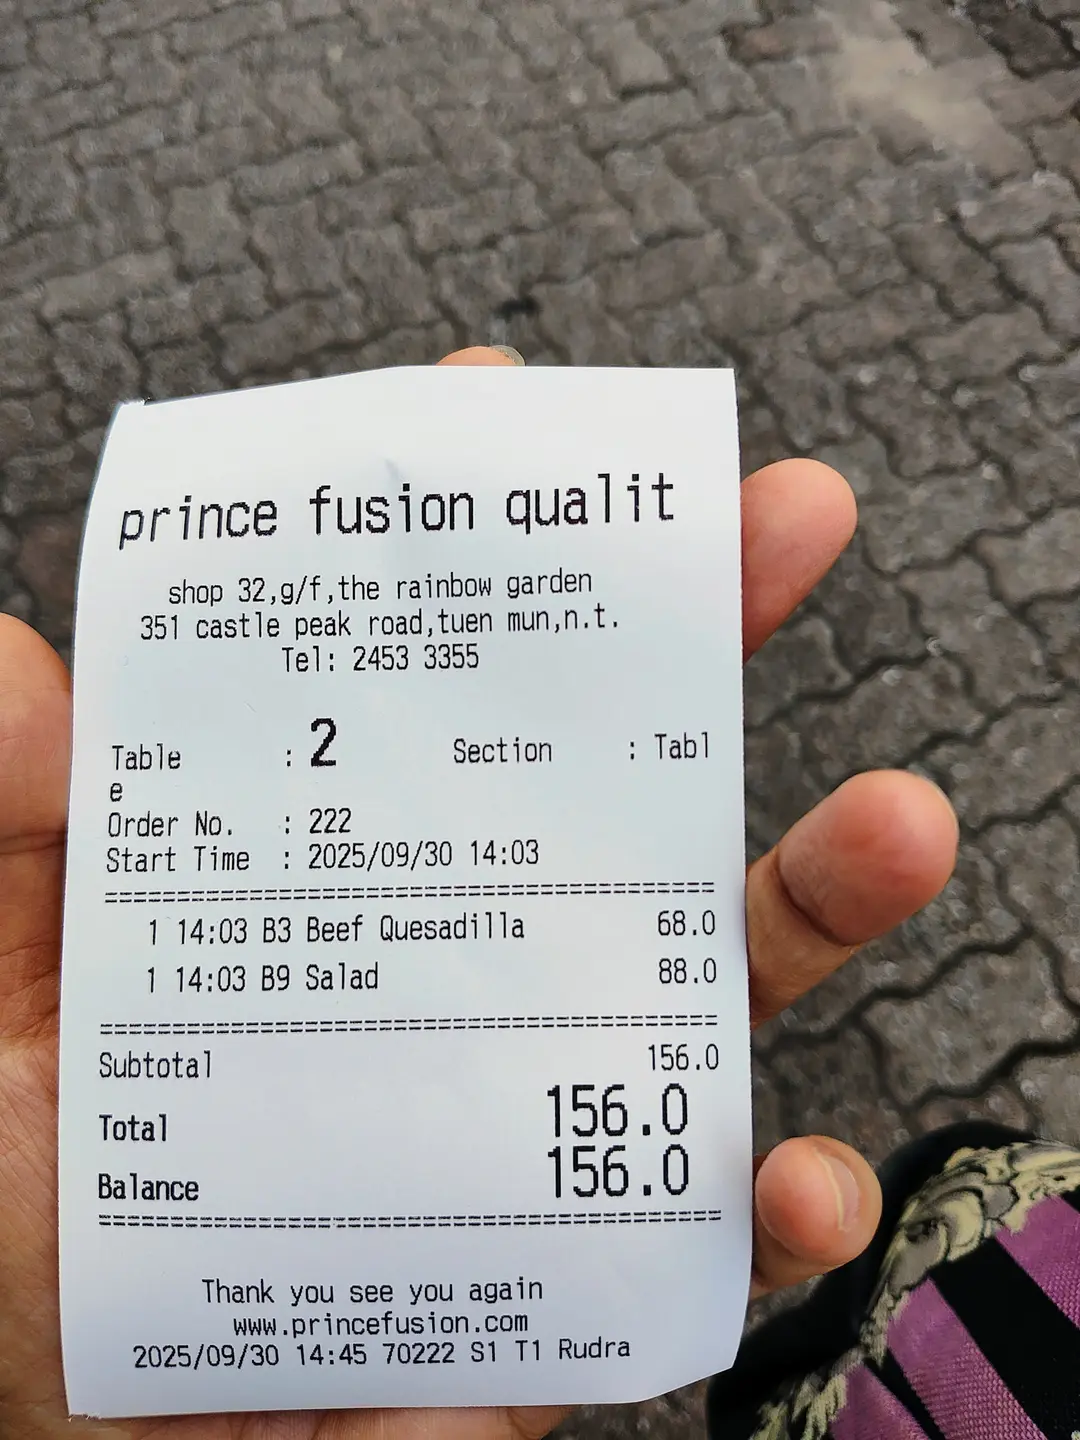 prince fusion qualit
shop 32,g/f,the rainbow garden
351 castle peak road,tuen mun,n.t.
Tel: 2453 3355
Table : 2 Section : Tabl
e
Order No. : 222
Start Time : 2025/09/30 14:03
1 14:03 B3 Beef Quesadilla 68.0
1 14:03 B9 Salad 88.0
Subtotal 156.0
Total 156.0
Balance 156.0
Thank you see you again
www.princefusion.com
2025/09/30 14:45 70222 S1 T1 Rudra